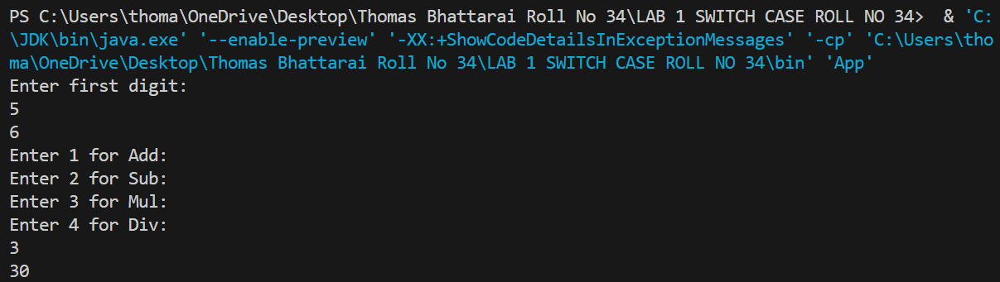 PS C:\Users\thoma\OneDrive\Desktop\Thomas Bhattarai Roll No 34\LAB 1 SWITCH CASE ROLL NO 34>  & 'C:
\JDK\bin\java.exe' '--enable-preview' '-XX:+ShowCodeDetailsInExceptionMessages' '-cp' 'C:\Users\tho
ma\OneDrive\Desktop\Thomas Bhattarai Roll No 34\LAB 1 SWITCH CASE ROLL NO 34\bin' 'App'
Enter first digit:
5
6
Enter 1 for Add:
Enter 2 for Sub:
Enter 3 for Mul:
Enter 4 for Div:
3
30